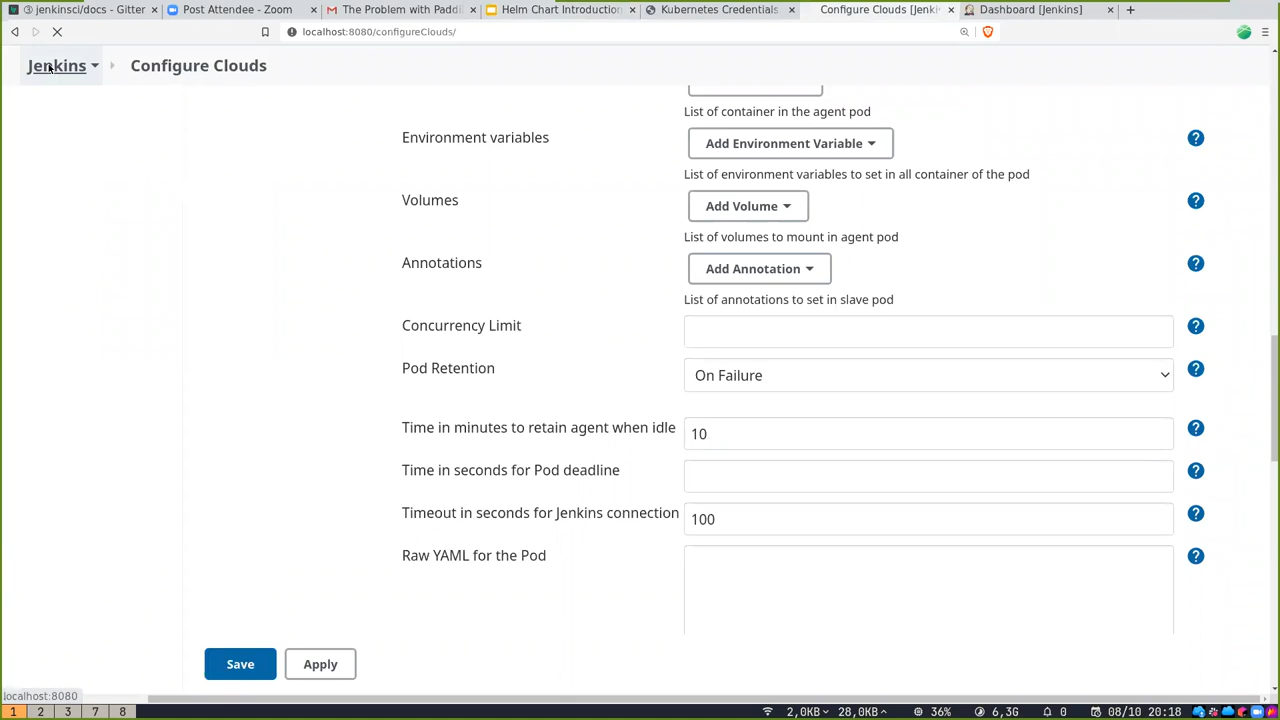 ③ jenkinsci/docs - Gitter
Post Attendee - Zoom
The Problem with Paddi
Helm Chart Introduction
Kubernetes Credentials
Configure Clouds [Jenki
Dashboard [Jenkins]
localhost:8080/configureClouds/
Jenkins
Configure Clouds
List of container in the agent pod
Environment variables
Add Environment Variable
List of environment variables to set in all container of the pod
Volumes
Add Volume
List of volumes to mount in agent pod
Annotations
Add Annotation
List of annotations to set in slave pod
Concurrency Limit
Pod Retention
On Failure
Time in minutes to retain agent when idle
10
Time in seconds for Pod deadline
Timeout in seconds for Jenkins connection
100
Raw YAML for the Pod
Save
Apply
localhost:8080
1 2 3 7 8
2,0KB 28,0KB 36% 6,3G 0 08/10 20:18